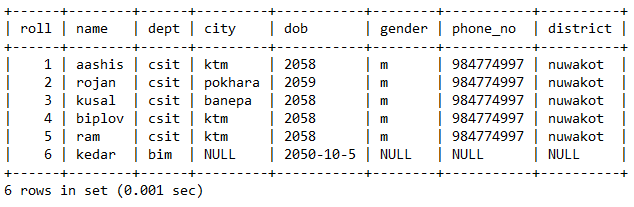 +------+--------+------+---------+-----------+--------+-----------+----------+
| roll | name   | dept | city    | dob       | gender | phone_no  | district |
+------+--------+------+---------+-----------+--------+-----------+----------+
|    1 | aashis | csit | ktm     | 2058      | m      | 984774997 | nuwakot  |
|    2 | rojan  | csit | pokhara | 2059      | m      | 984774997 | nuwakot  |
|    3 | kusal  | csit | banepa  | 2058      | m      | 984774997 | nuwakot  |
|    4 | biplov | csit | ktm     | 2058      | m      | 984774997 | nuwakot  |
|    5 | ram    | csit | ktm     | 2058      | m      | 984774997 | nuwakot  |
|    6 | kedar  | bim  | NULL    | 2050-10-5 | NULL   | NULL      | NULL     |
+------+--------+------+---------+-----------+--------+-----------+----------+
6 rows in set (0.001 sec)